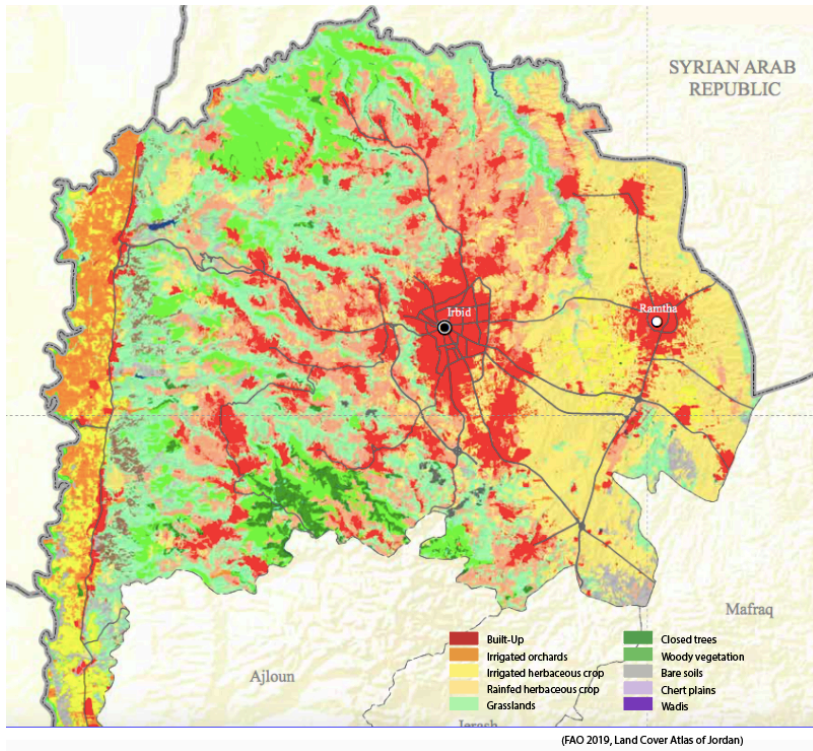 SYRIAN ARAB
REPUBLIC
Irbid
Ramtha
Mafraq
Ajloun
Jerash
Built-Up
Irrigated orchards
Irrigated herbaceous crop
Rainfed herbaceous crop
Grasslands
Closed trees
Woody vegetation
Bare soils
Chert plains
Wadis
(FAO 2019, Land Cover Atlas of Jordan)